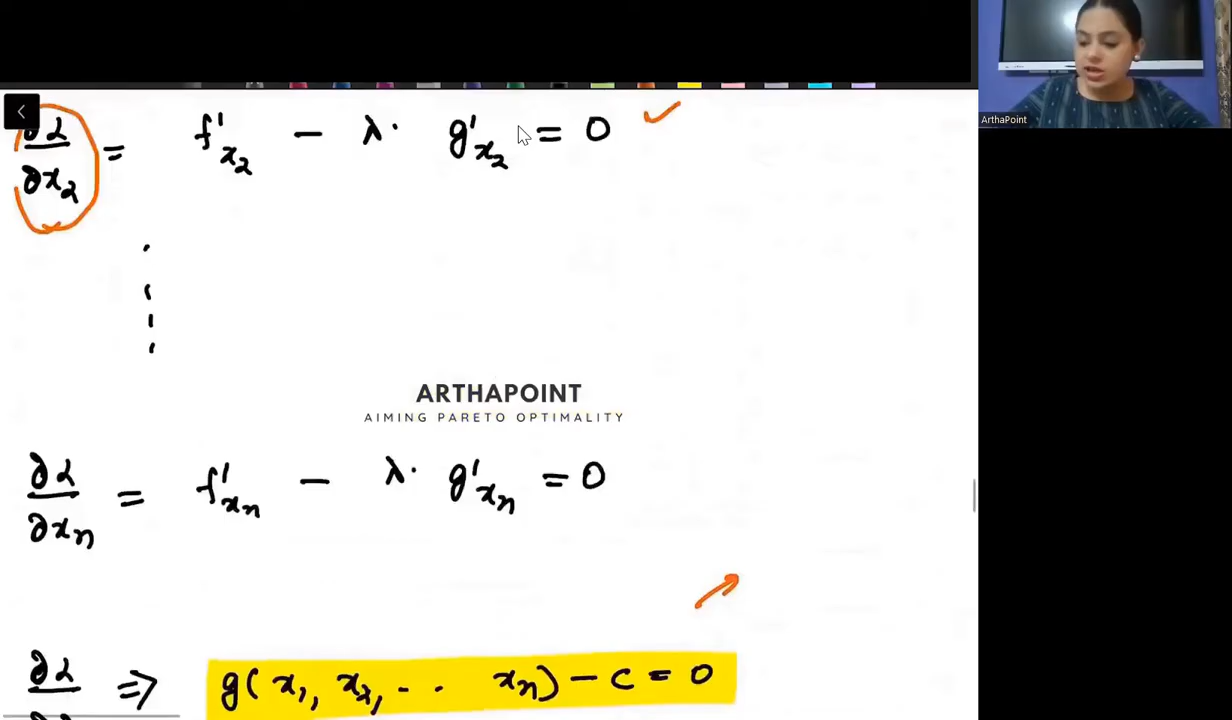 ∂ℒ/∂x₂ = f'x₂ − λ· g'x₂ = 0 ✓
ARTHAPOINT
AIMING PARETO OPTIMALITY
∂ℒ/∂xₙ = f'xₙ − λ· g'xₙ = 0
∂ℒ ⇒ g( x₁, x₂, - · · xₙ) − c = 0
ArthaPoint